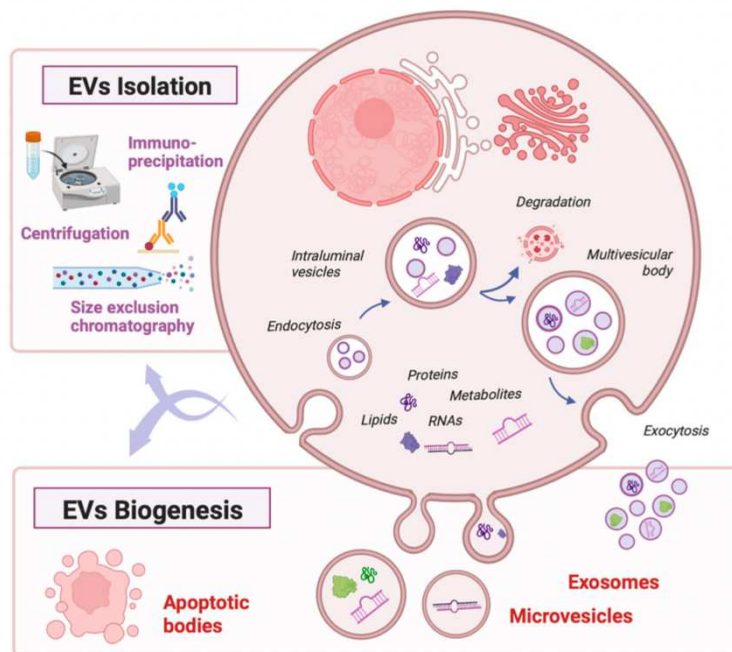 EVs Isolation
Immuno-
precipitation
Centrifugation
Size exclusion
chromatography
Degradation
Intraluminal
vesicles
Multivesicular
body
Endocytosis
Proteins
Metabolites
Lipids
RNAs
Exocytosis
EVs Biogenesis
Apoptotic
bodies
Exosomes
Microvesicles